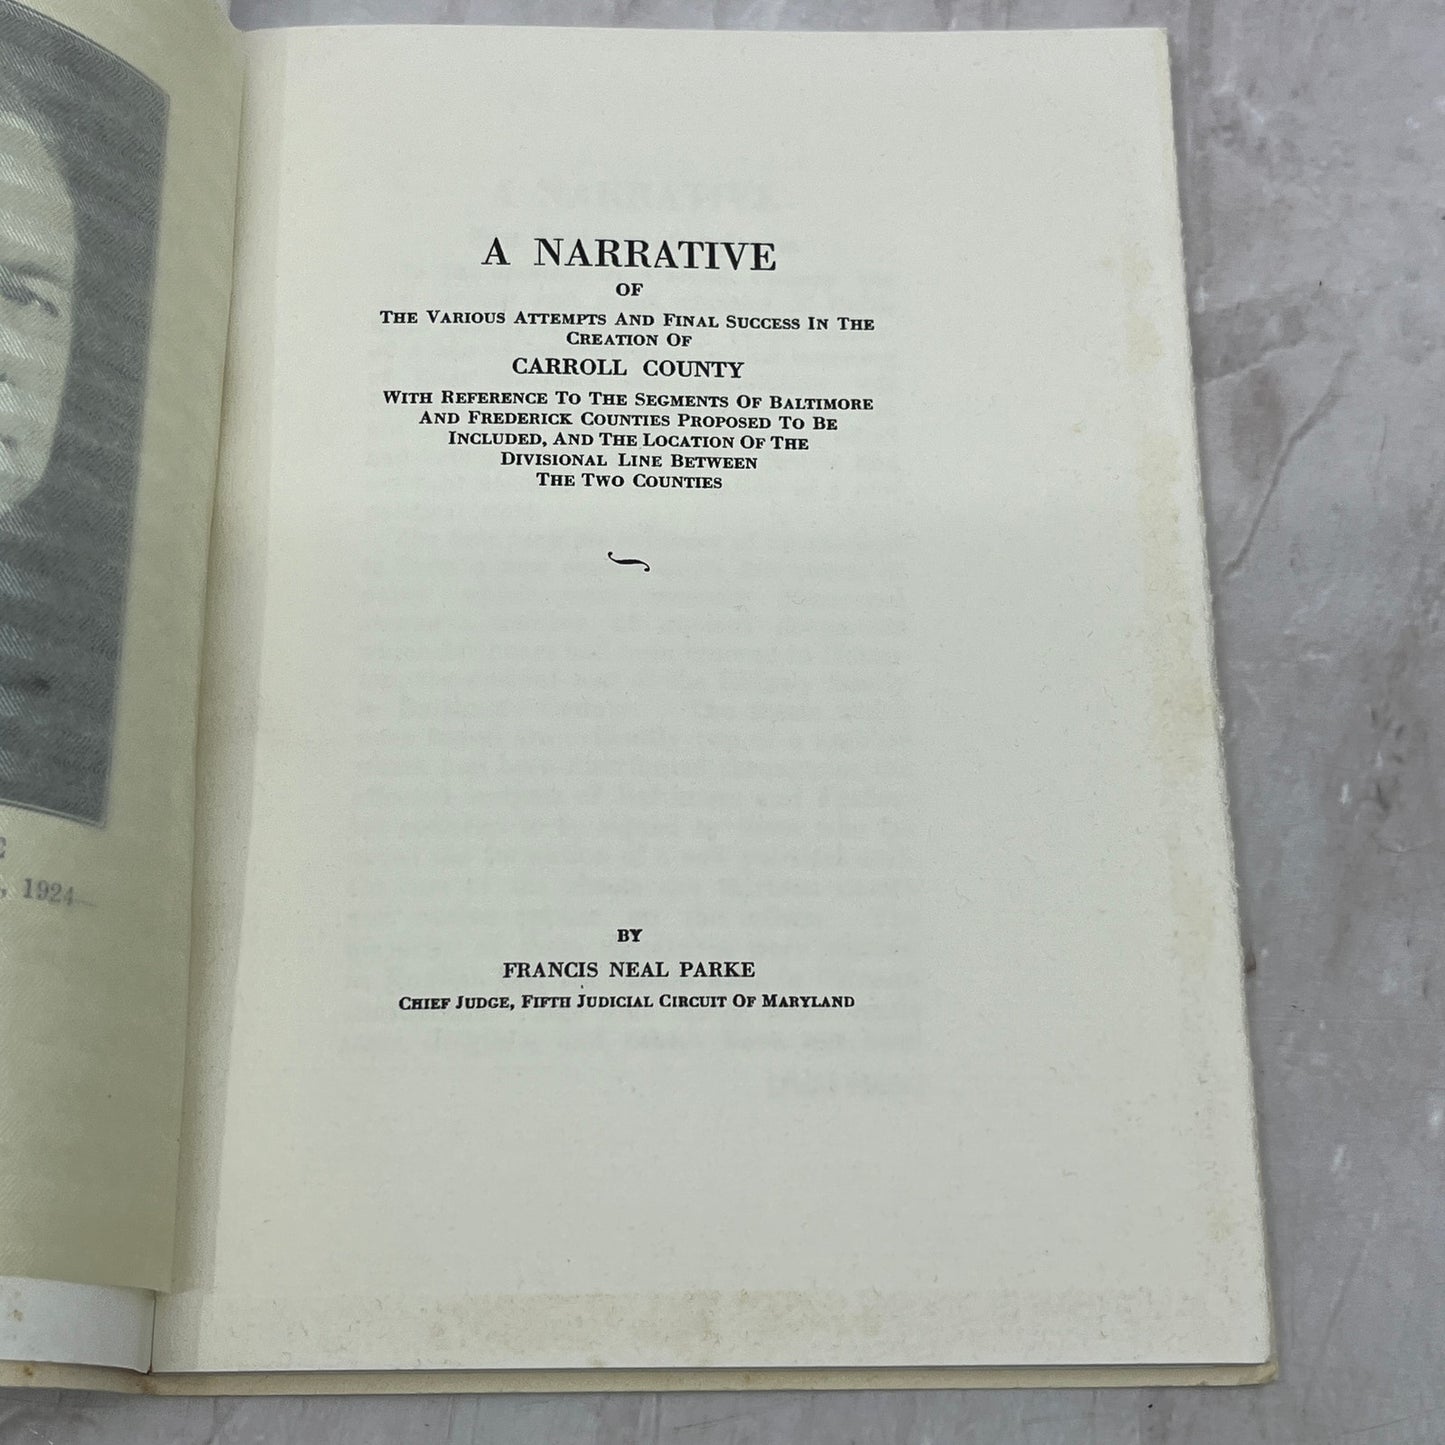 A NARRATIVE
OF
THE VARIOUS ATTEMPTS AND FINAL SUCCESS IN THE
CREATION OF
CARROLL COUNTY
WITH REFERENCE TO THE SEGMENTS OF BALTIMORE
AND FREDERICK COUNTIES PROPOSED TO BE
INCLUDED, AND THE LOCATION OF THE
DIVISIONAL LINE BETWEEN
THE TWO COUNTIES
BY
FRANCIS NEAL PARKE
CHIEF JUDGE, FIFTH JUDICIAL CIRCUIT OF MARYLAND
, 1924—